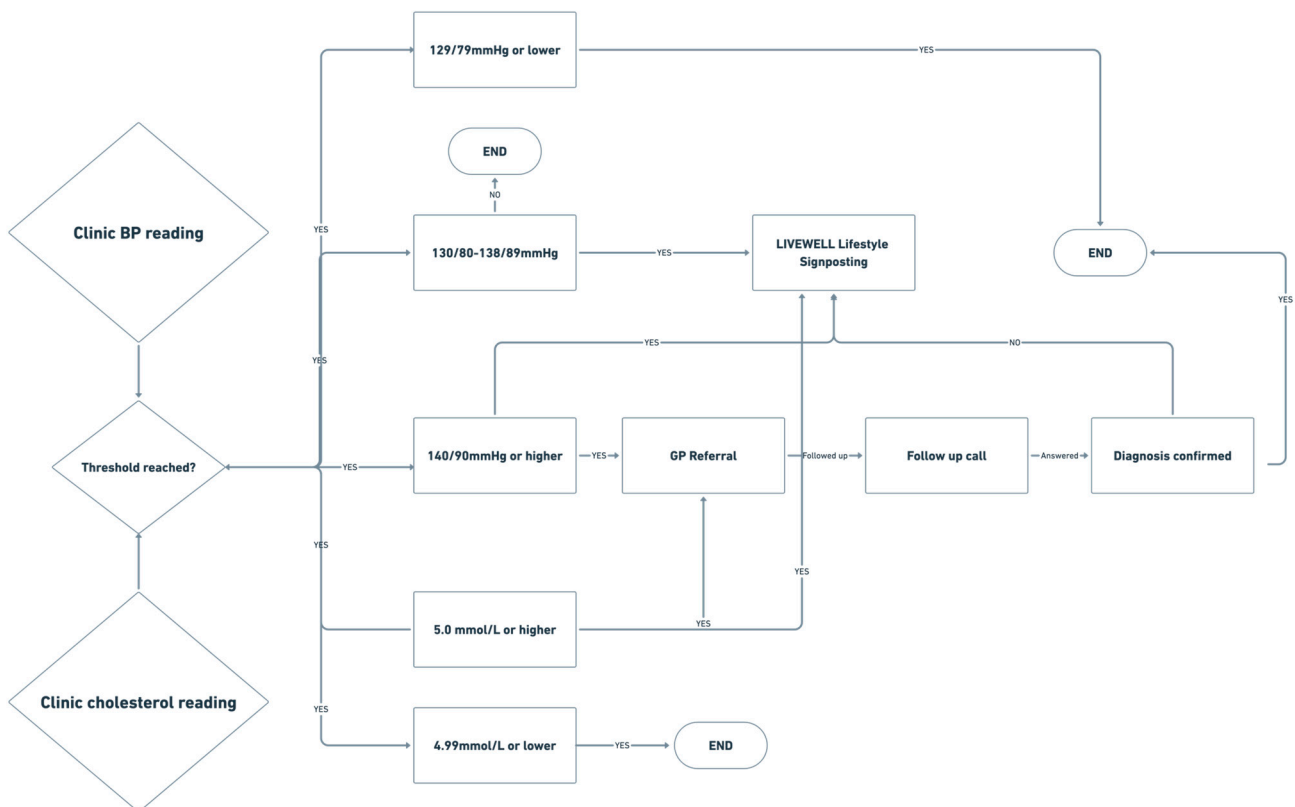 129/79mmHg or lower
YES
END
NO
Clinic BP reading
YES
130/80-138/89mmHg
YES
LIVEWELL Lifestyle
Signposting
END
YES
YES
YES
NO
Threshold reached?
YES
140/90mmHg or higher
YES
GP Referral
Followed up
Follow up call
Answered
Diagnosis confirmed
YES
YES
5.0 mmol/L or higher
YES
Clinic cholesterol reading
YES
4.99mmol/L or lower
YES
END